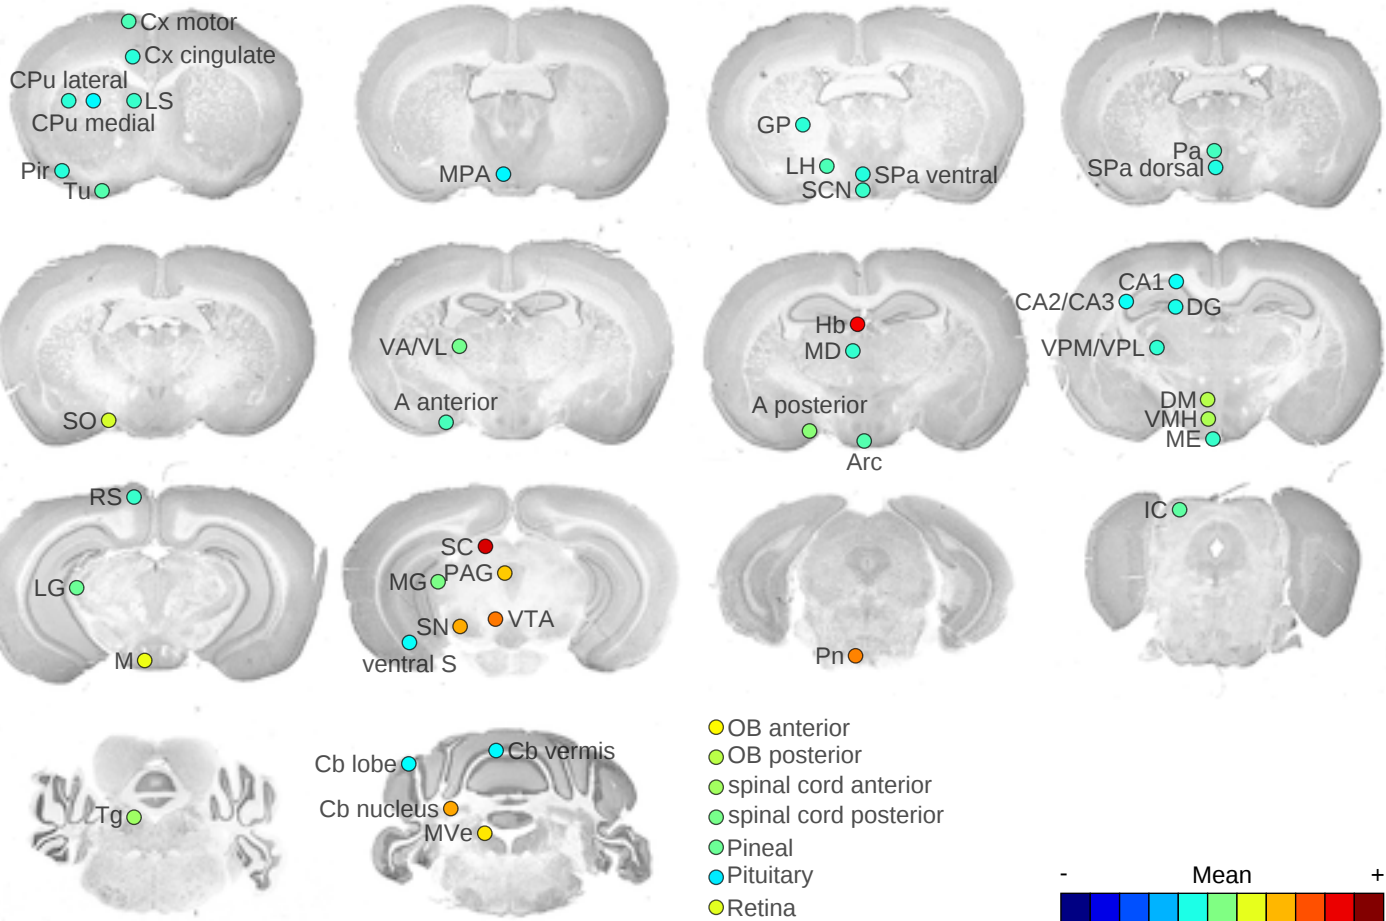 Cx motor
Cx cingulate
CPu lateral
LS
CPu medial
Pir
Tu
MPA
GP
LH
SPa ventral
SCN
Pa
SPa dorsal
SO
VA/VL
A anterior
Hb
MD
A posterior
Arc
CA1
CA2/CA3
DG
VPM/VPL
DM
VMH
ME
RS
LG
M
SC
PAG
MG
SN
VTA
ventral S
Pn
IC
Tg
Cb lobe
Cb vermis
Cb nucleus
MVe
OB anterior
OB posterior
spinal cord anterior
spinal cord posterior
Pineal
Pituitary
Retina
- Mean +